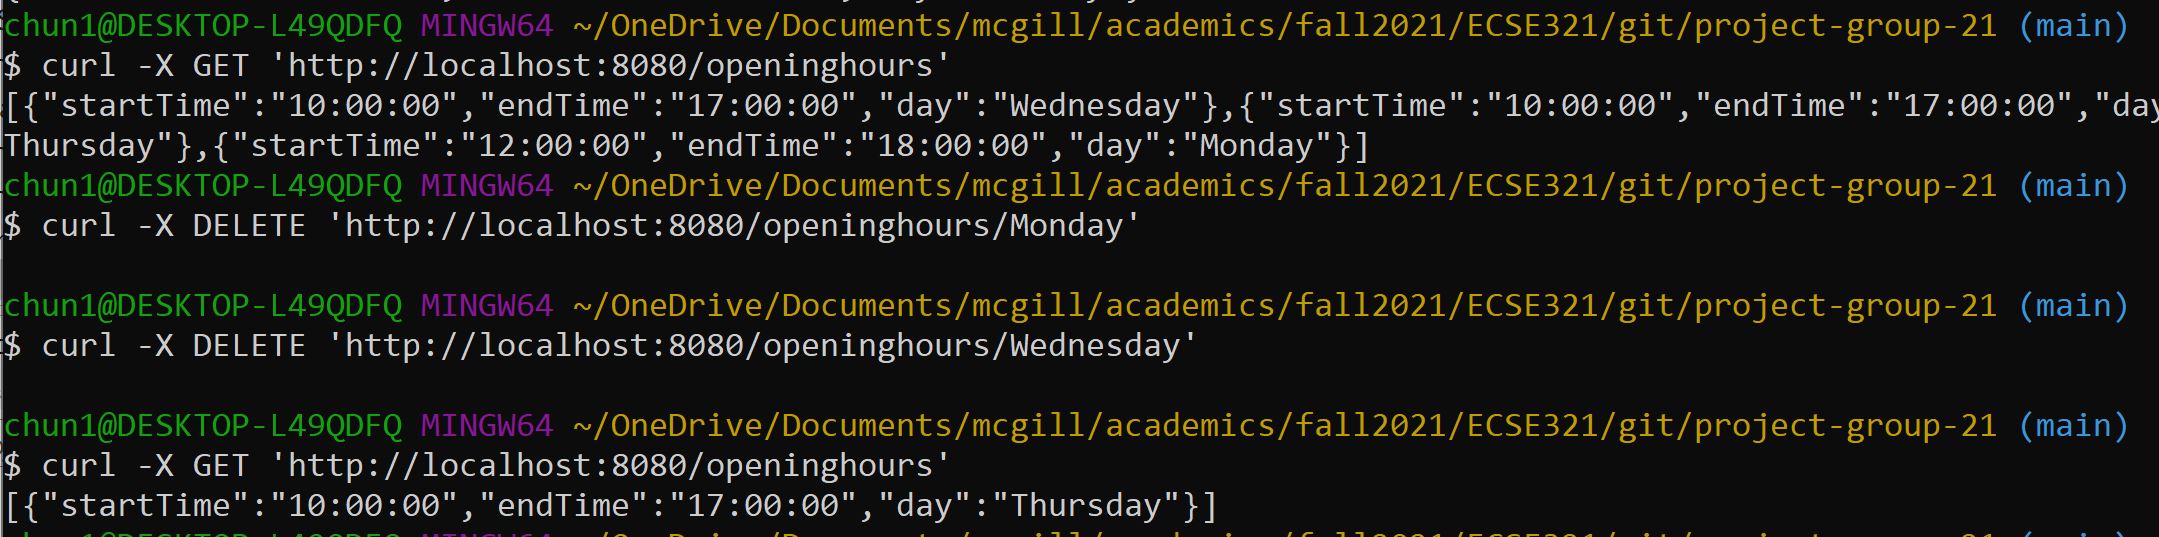 chun1@DESKTOP-L49QDFQ MINGW64 ~/OneDrive/Documents/mcgill/academics/fall2021/ECSE321/git/project-group-21 (main)
$ curl -X GET 'http://localhost:8080/openinghours'
[{"startTime":"10:00:00","endTime":"17:00:00","day":"Wednesday"},{"startTime":"10:00:00","endTime":"17:00:00","day
Thursday"},{"startTime":"12:00:00","endTime":"18:00:00","day":"Monday"}]
chun1@DESKTOP-L49QDFQ MINGW64 ~/OneDrive/Documents/mcgill/academics/fall2021/ECSE321/git/project-group-21 (main)
$ curl -X DELETE 'http://localhost:8080/openinghours/Monday'
chun1@DESKTOP-L49QDFQ MINGW64 ~/OneDrive/Documents/mcgill/academics/fall2021/ECSE321/git/project-group-21 (main)
$ curl -X DELETE 'http://localhost:8080/openinghours/Wednesday'
chun1@DESKTOP-L49QDFQ MINGW64 ~/OneDrive/Documents/mcgill/academics/fall2021/ECSE321/git/project-group-21 (main)
$ curl -X GET 'http://localhost:8080/openinghours'
[{"startTime":"10:00:00","endTime":"17:00:00","day":"Thursday"}]